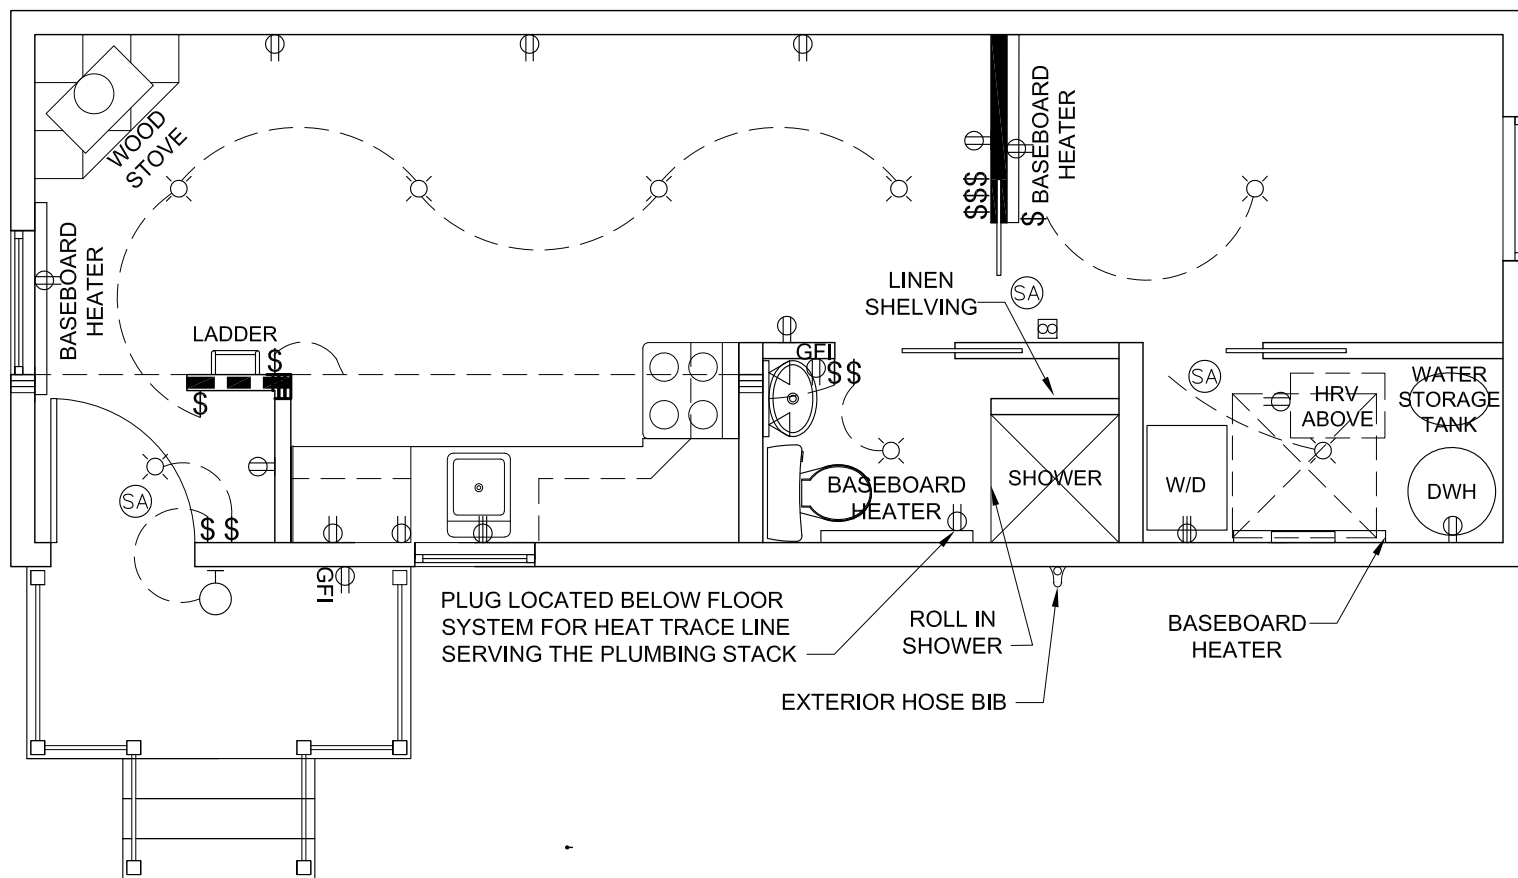 WOOD
STOVE
BASEBOARD
HEATER
$$$
$ BASEBOARD
HEATER
LADDER
$
$
LINEN
SHELVING
SA
GFI
$ $
SA
HRV
ABOVE
WATER
STORAGE
TANK
SHOWER
W/D
DWH
BASEBOARD
HEATER
SA
$ $
GFI
PLUG LOCATED BELOW FLOOR
SYSTEM FOR HEAT TRACE LINE
SERVING THE PLUMBING STACK
ROLL IN
SHOWER
BASEBOARD
HEATER
EXTERIOR HOSE BIB